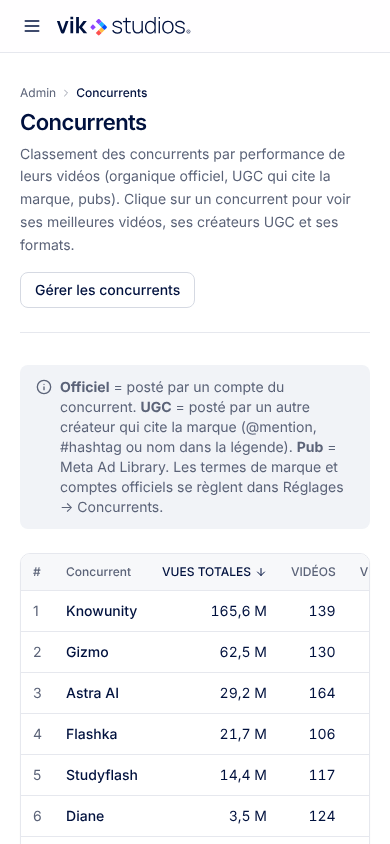 vik studios®
Admin > Concurrents
Concurrents
Classement des concurrents par performance de
leurs vidéos (organique officiel, UGC qui cite la
marque, pubs). Clique sur un concurrent pour voir
ses meilleures vidéos, ses créateurs UGC et ses
formats.
Gérer les concurrents
Officiel = posté par un compte du
concurrent. UGC = posté par un autre
créateur qui cite la marque (@mention,
#hashtag ou nom dans la légende). Pub =
Meta Ad Library. Les termes de marque et
comptes officiels se règlent dans Réglages
→ Concurrents.
# Concurrent VUES TOTALES ↓ VIDÉOS V
1 Knowunity 165,6 M 139
2 Gizmo 62,5 M 130
3 Astra AI 29,2 M 164
4 Flashka 21,7 M 106
5 Studyflash 14,4 M 117
6 Diane 3,5 M 124